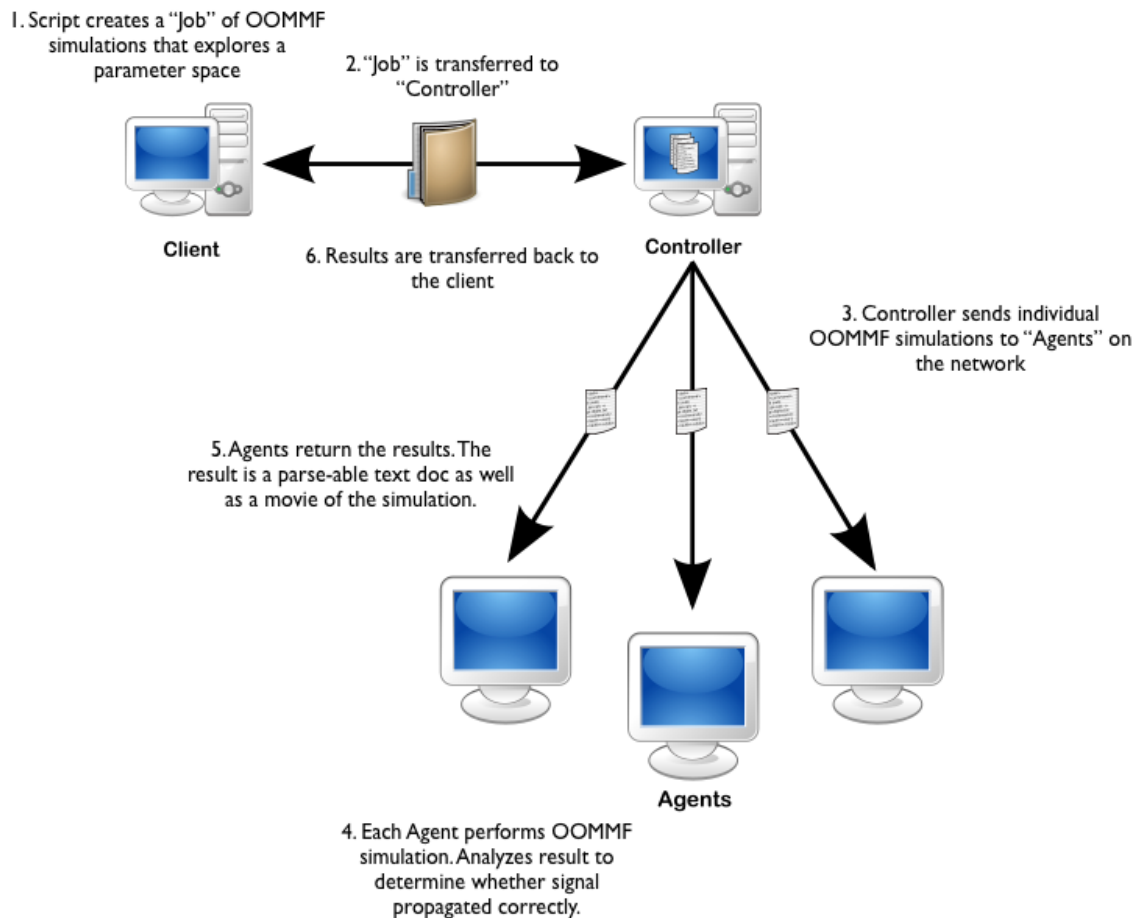 1. Script creates a “Job” of OOMMF
simulations that explores a
parameter space
2. “Job” is transferred to
“Controller”
Client
Controller
6. Results are transferred back to
the client
3. Controller sends individual
OOMMF simulations to “Agents” on
the network
5. Agents return the results. The
result is a parse-able text doc as well
as a movie of the simulation.
Agents
4. Each Agent performs OOMMF
simulation. Analyzes result to
determine whether signal
propagated correctly.